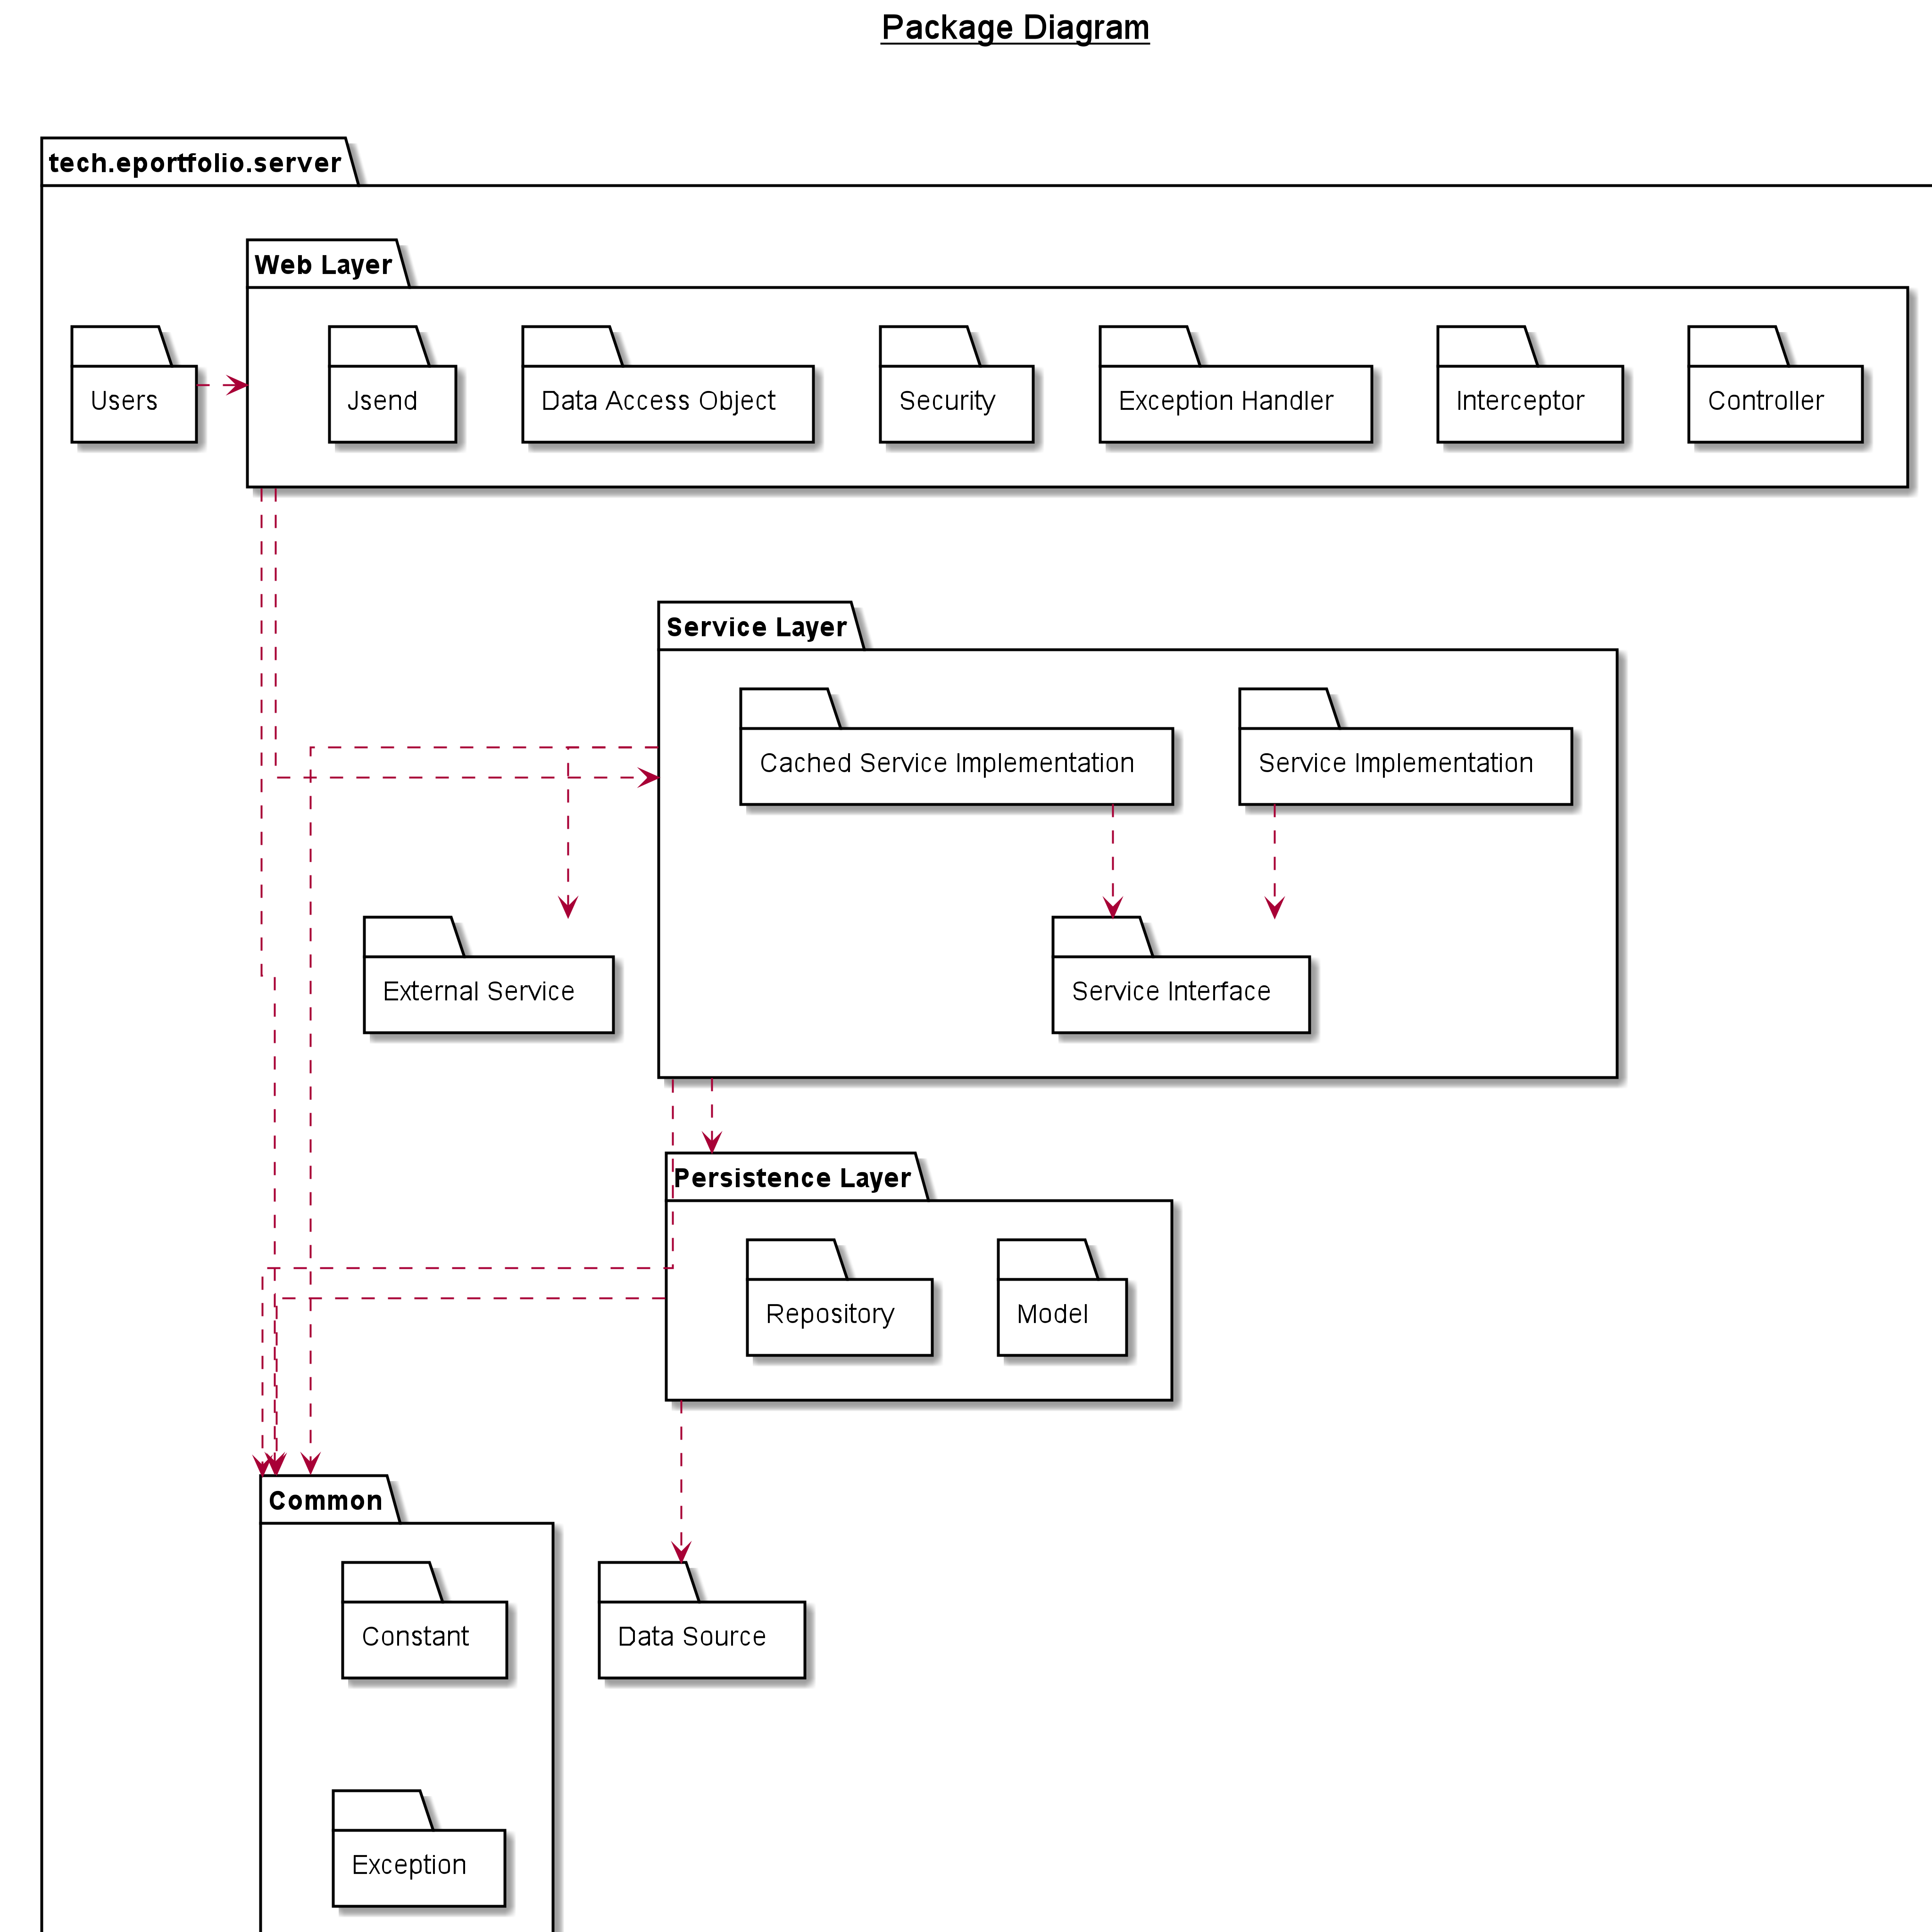 Package Diagram
tech.eportfolio.server
Web Layer
Users
Jsend
Data Access Object
Security
Exception Handler
Interceptor
Controller
Service Layer
Cached Service Implementation
Service Implementation
External Service
Service Interface
Persistence Layer
Repository
Model
Common
Constant
Data Source
Exception